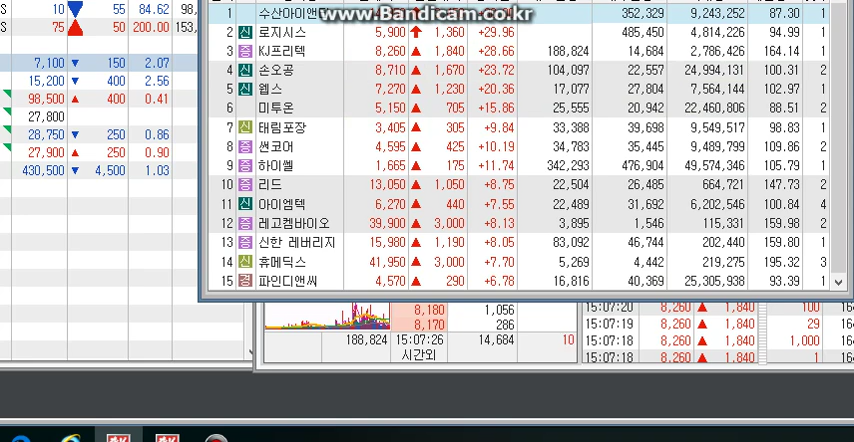 S 10 ▼ 55 84.62 98,
S 75 ▲ 50 200.00 153,
7,100 ▼ 150 2.07
15,200 ▼ 400 2.56
98,500 ▲ 400 0.41
27,800
28,750 ▼ 250 0.86
27,900 ▲ 250 0.90
430,500 ▼ 4,500 1.03
www.Bandicam.co.kr
1 수산아이앤티 352,329 9,243,252 87.30 1
2 신 로지시스 5,900 ↑ 1,360 +29.96 485,450 4,814,226 94.99 1
3 증 KJ프리텍 8,260 ▲ 1,840 +28.66 188,824 14,684 2,786,426 164.14 1
4 신 손오공 8,710 ▲ 1,670 +23.72 104,097 22,557 24,994,131 100.31 2
5 신 웹스 7,270 ▲ 1,230 +20.36 17,077 27,804 7,564,144 102.97 1
6 미투온 5,150 ▲ 705 +15.86 25,555 20,942 22,460,806 88.51 2
7 신 태림포장 3,405 ▲ 305 +9.84 33,388 39,698 9,549,517 98.83 1
8 증 썬코어 4,595 ▲ 425 +10.19 34,783 35,445 9,489,799 109.86 2
9 증 하이쎌 1,665 ▲ 175 +11.74 342,293 476,904 49,574,346 105.79 1
10 증 리드 13,050 ▲ 1,050 +8.75 22,504 26,485 664,721 147.73 2
11 신 아이엠텍 6,270 ▲ 440 +7.55 22,489 31,692 6,202,546 100.84 4
12 증 레고켐바이오 39,900 ▲ 3,000 +8.13 3,895 1,546 115,331 159.98 2
13 증 신한 레버리지 15,980 ▲ 1,190 +8.05 83,092 46,744 202,440 159.80 1
14 신 휴메딕스 41,950 ▲ 3,000 +7.70 5,269 4,442 219,275 195.32 3
15 경 파인디앤씨 4,570 ▲ 290 +6.78 16,816 40,369 25,305,938 93.39 1
8,180 1,056
8,170 286
188,824 15:07:26 14,684 10
시간외
15:07:20 8,260 ▲ 1,840 100 16
15:07:19 8,260 ▲ 1,840 29 16
15:07:18 8,260 ▲ 1,840 1,000 16
15:07:18 8,260 ▲ 1,840 1 16